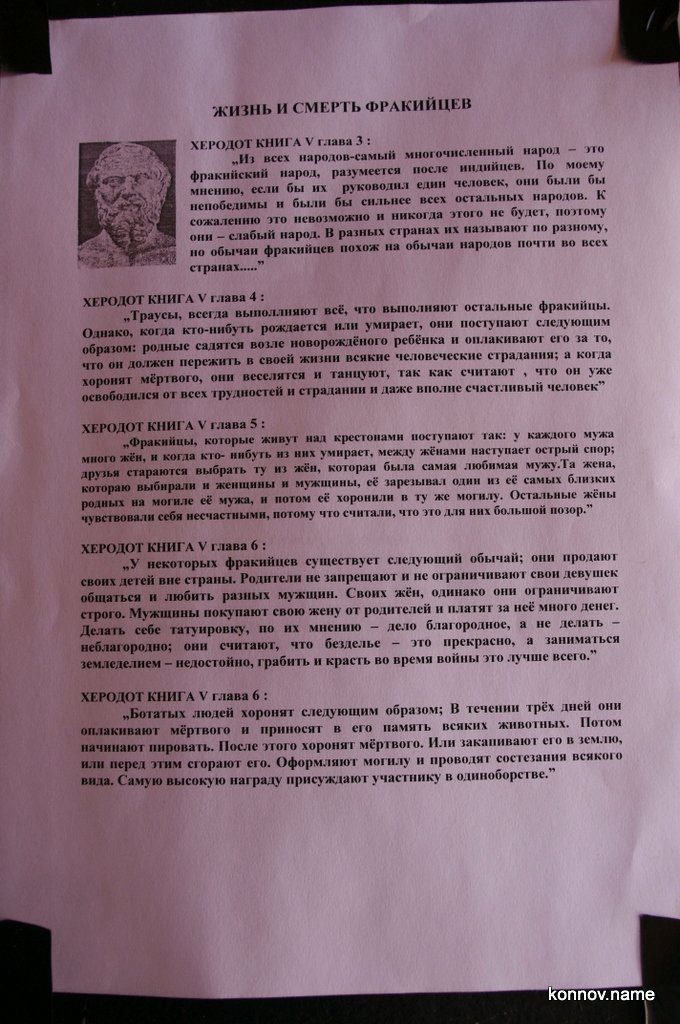 ЖИЗНЬ И СМЕРТЬ ФРАКИЙЦЕВ
ХЕРОДОТ КНИГА V глава 3 :
„Из всех народов-самый многочисленный народ – это
фракийский народ, разумеется после индийцев. По моему
мнению, если бы их руководил един человек, они были бы
непобедимы и были бы сильнее всех остальных народов. К
сожалению это невозможно и никогда этого не будет, поэтому
они – слабый народ. В разных странах их называют по разному,
но обычаи фракийцев похож на обычаи народов почти во всех
странах.....”
ХЕРОДОТ КНИГА V глава 4 :
„Траусы, всегда выполлняют всё, что выполняют остальные фракийцы.
Однако, когда кто-нибуть рождается или умирает, они поступают следующим
образом: родные садятся возле новорождёного ребёнка и оплакивают его за то,
что он должен пережить в своей жизни всякие человеческие страдания; а когда
хоронят мёртвого, они веселятся и танцуют, так как считают , что он уже
освободился от всех трудностей и страдании и даже вполне счастливый человек”
ХЕРОДОТ КНИГА V глава 5 :
„Фракийцы, которые живут над крестонами поступают так: у каждого мужа
много жён, и когда кто- нибуть из них умирает, между жёнами наступает острый спор;
друзья стараются выбрать ту из жён, которая была самая любимая мужу.Та жена,
котораю выбирали и женщины и мужщины, её зарезывал один из её самых близких
родных на могиле её мужа, и потом её хоронили в ту же могилу. Остальные жёны
чувствовали себя несчастными, потому что считали, что это для них большой позор.”
ХЕРОДОТ КНИГА V глава 6 :
„У некоторых фракийцев существует следующий обычай; они продают
своих детей вне страны. Родители не запрещают и не ограничивают свои девушек
общаться и любить разных мужщин. Своих жён, одинако они ограничивают
строго. Мужщины покупают свою жену от родителей и платят за неё много денег.
Делать себе татуировку, по их мнению – дело благородное, а не делать –
неблагородно; они считают, что безделье – это прекрасно, а заниматься
земледелием – недостойно, грабить и красть во время войны это лучше всего.”
ХЕРОДОТ КНИГА V глава 6 :
„Ботатых людей хоронят следующим образом; В течении трёх дней они
оплакивают мёртвого и приносят в его память всяких животных. Потом
начинают пировать. После этого хоронят мёртвого. Или закапивают его в землю,
или перед этим сгорают его. Оформляют могилу и проводят состезания всякого
вида. Самую высокую награду присуждают участнику в одиноборстве.”
konnov.name